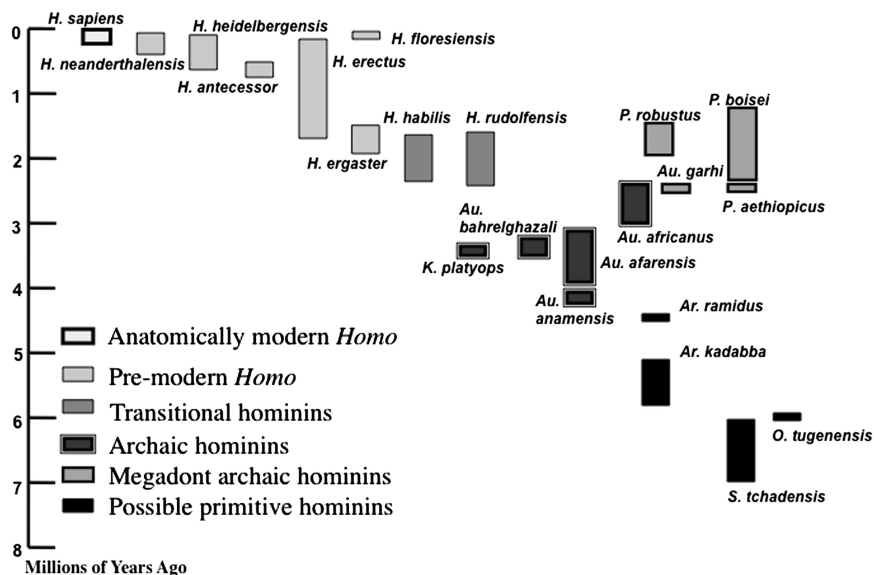 H. sapiens
H. heidelbergensis
0
H. floresiensis
H. neanderthalensis
H. erectus
H. antecessor
1
P. boisei
H. habilis
H. rudolfensis
P. robustus
2
H. ergaster
Au. garhi
Au.
bahrelghazali
P. aethiopicus
3
Au. africanus
K. platyops
Au. afarensis
4
Au.
anamensis
Ar. ramidus
Anatomically modern Homo
5
Ar. kadabba
Pre-modern Homo
Transitional hominins
6
O. tugenensis
Archaic hominins
Megadont archaic hominins
7
S. tchadensis
Possible primitive hominins
8
Millions of Years Ago